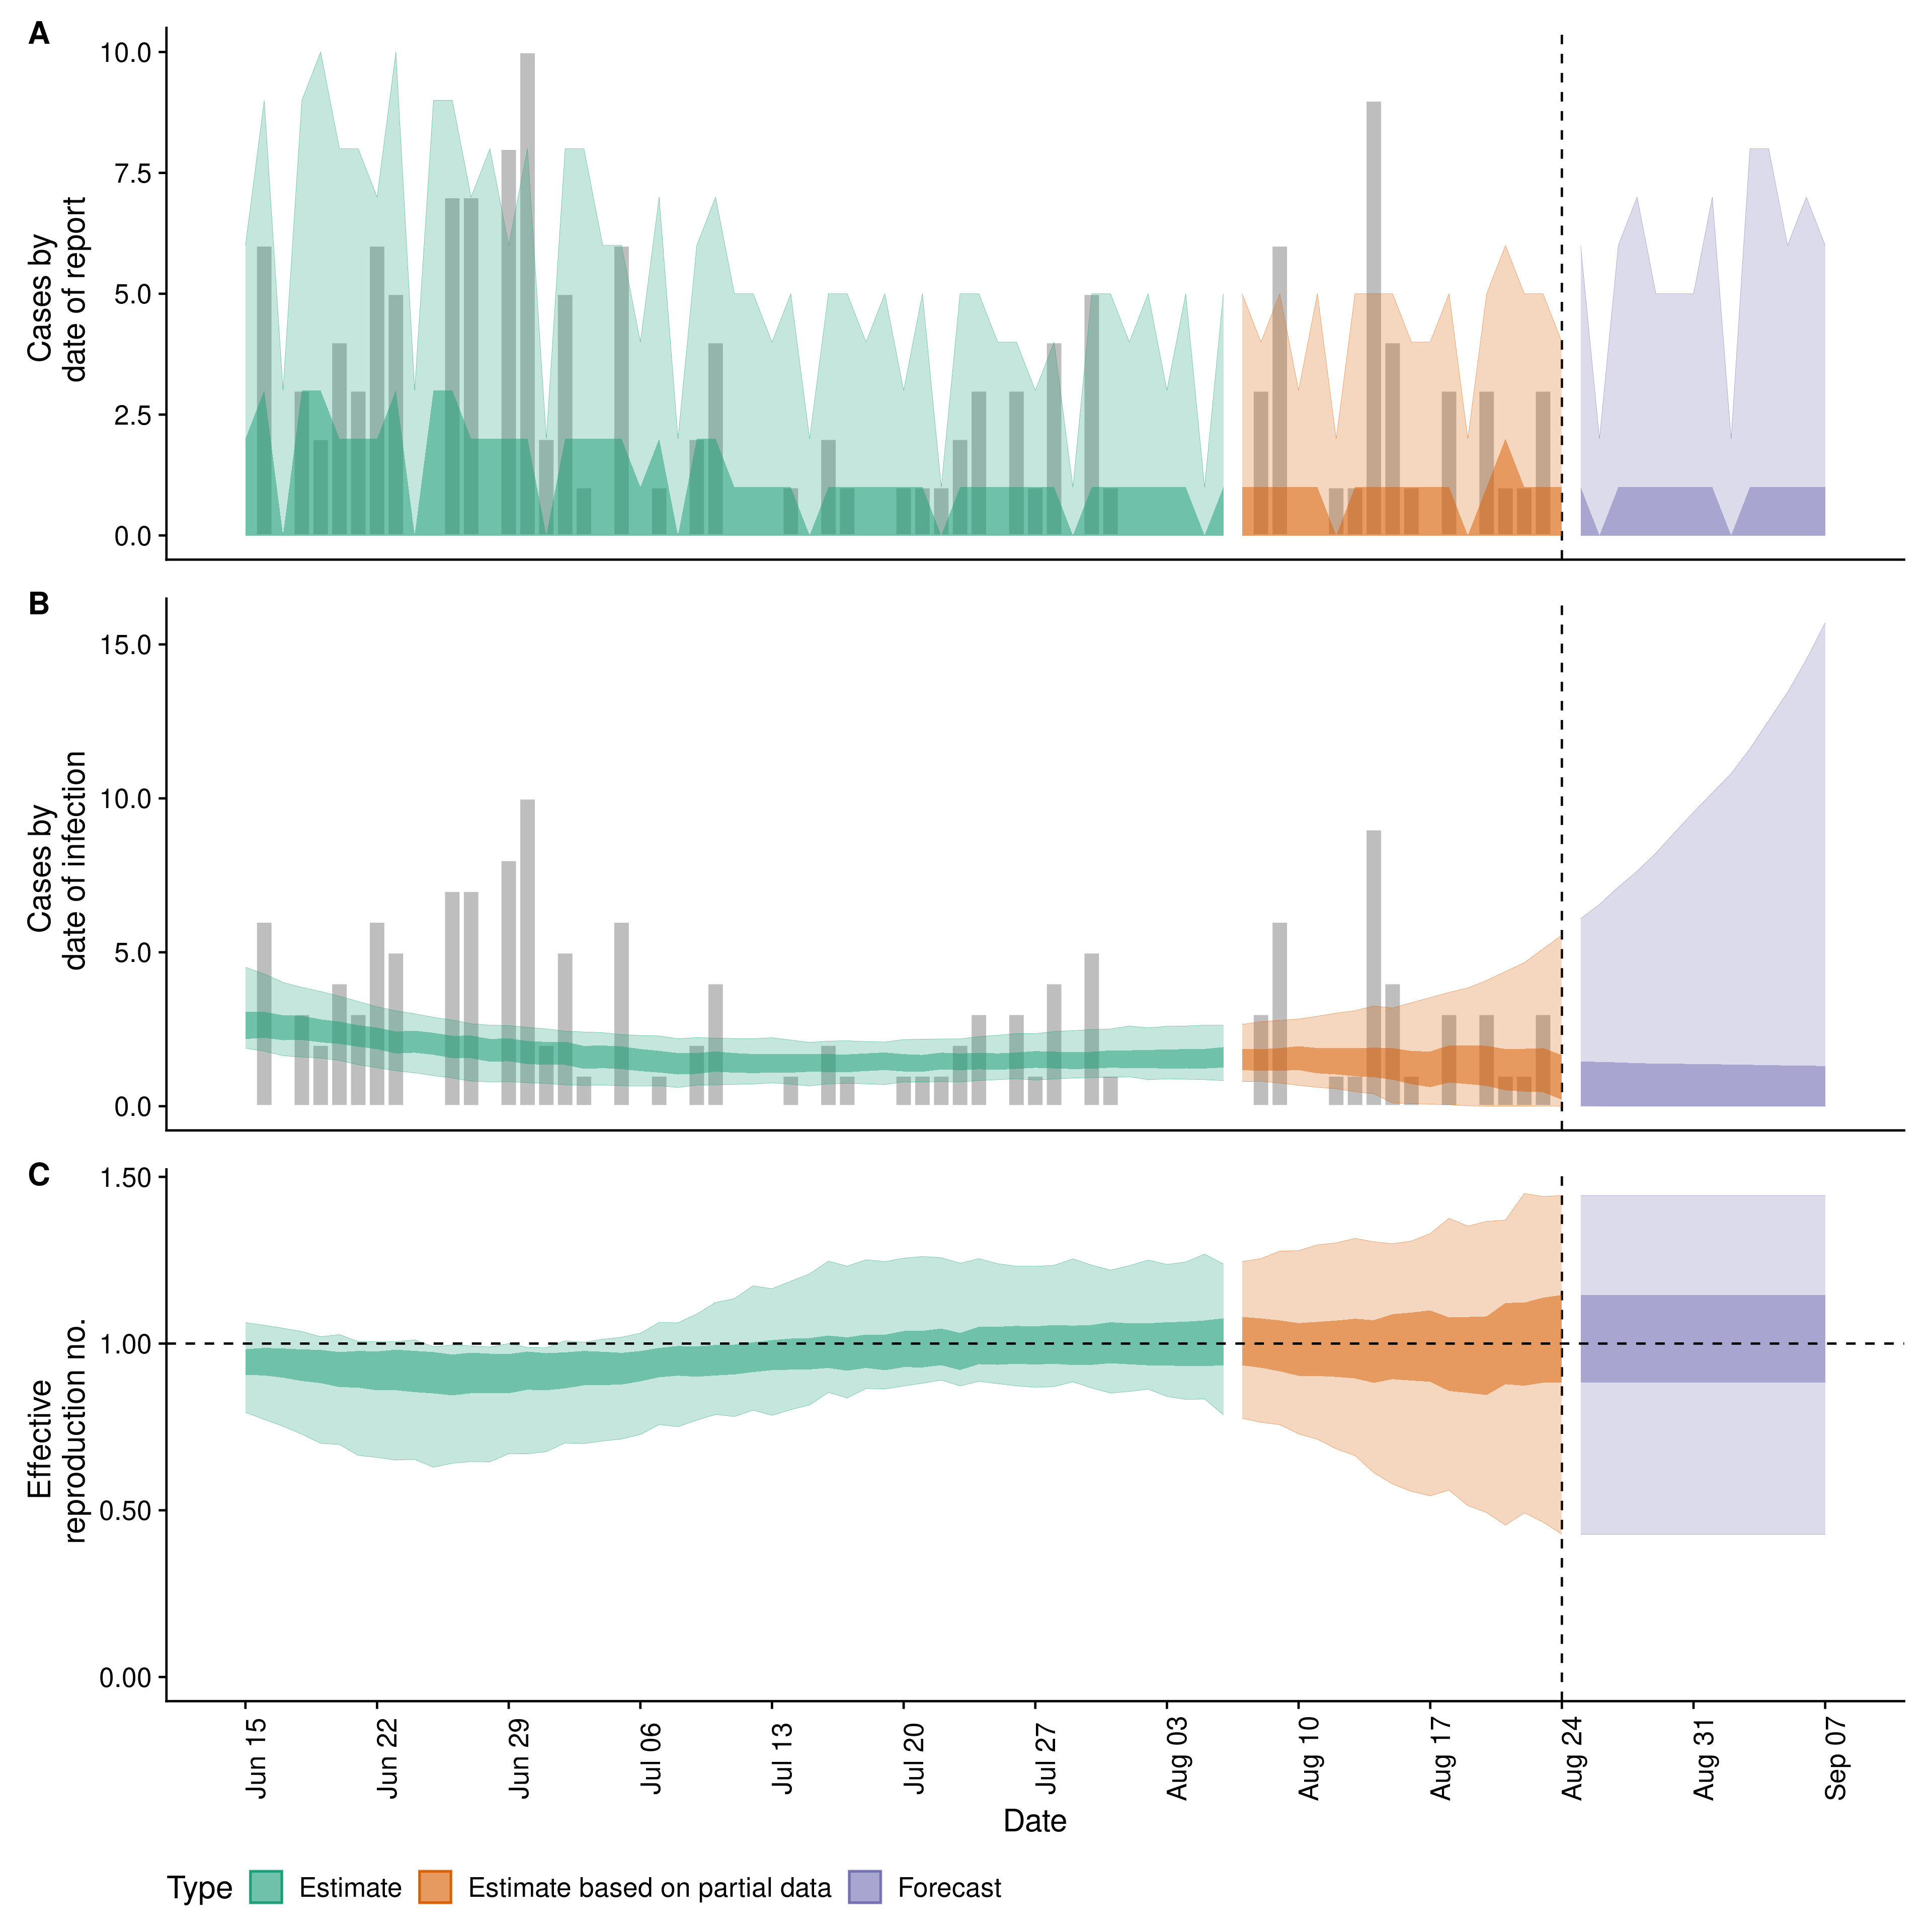 A
Cases by
date of report
10.0
7.5
5.0
2.5
0.0
B
Cases by
date of infection
15.0
10.0
5.0
0.0
C
Effective
reproduction no.
1.50
1.00
0.50
0.00
Jun 15
Jun 22
Jun 29
Jul 06
Jul 13
Jul 20
Jul 27
Aug 03
Aug 10
Aug 17
Aug 24
Aug 31
Sep 07
Date
Type Estimate Estimate based on partial data Forecast